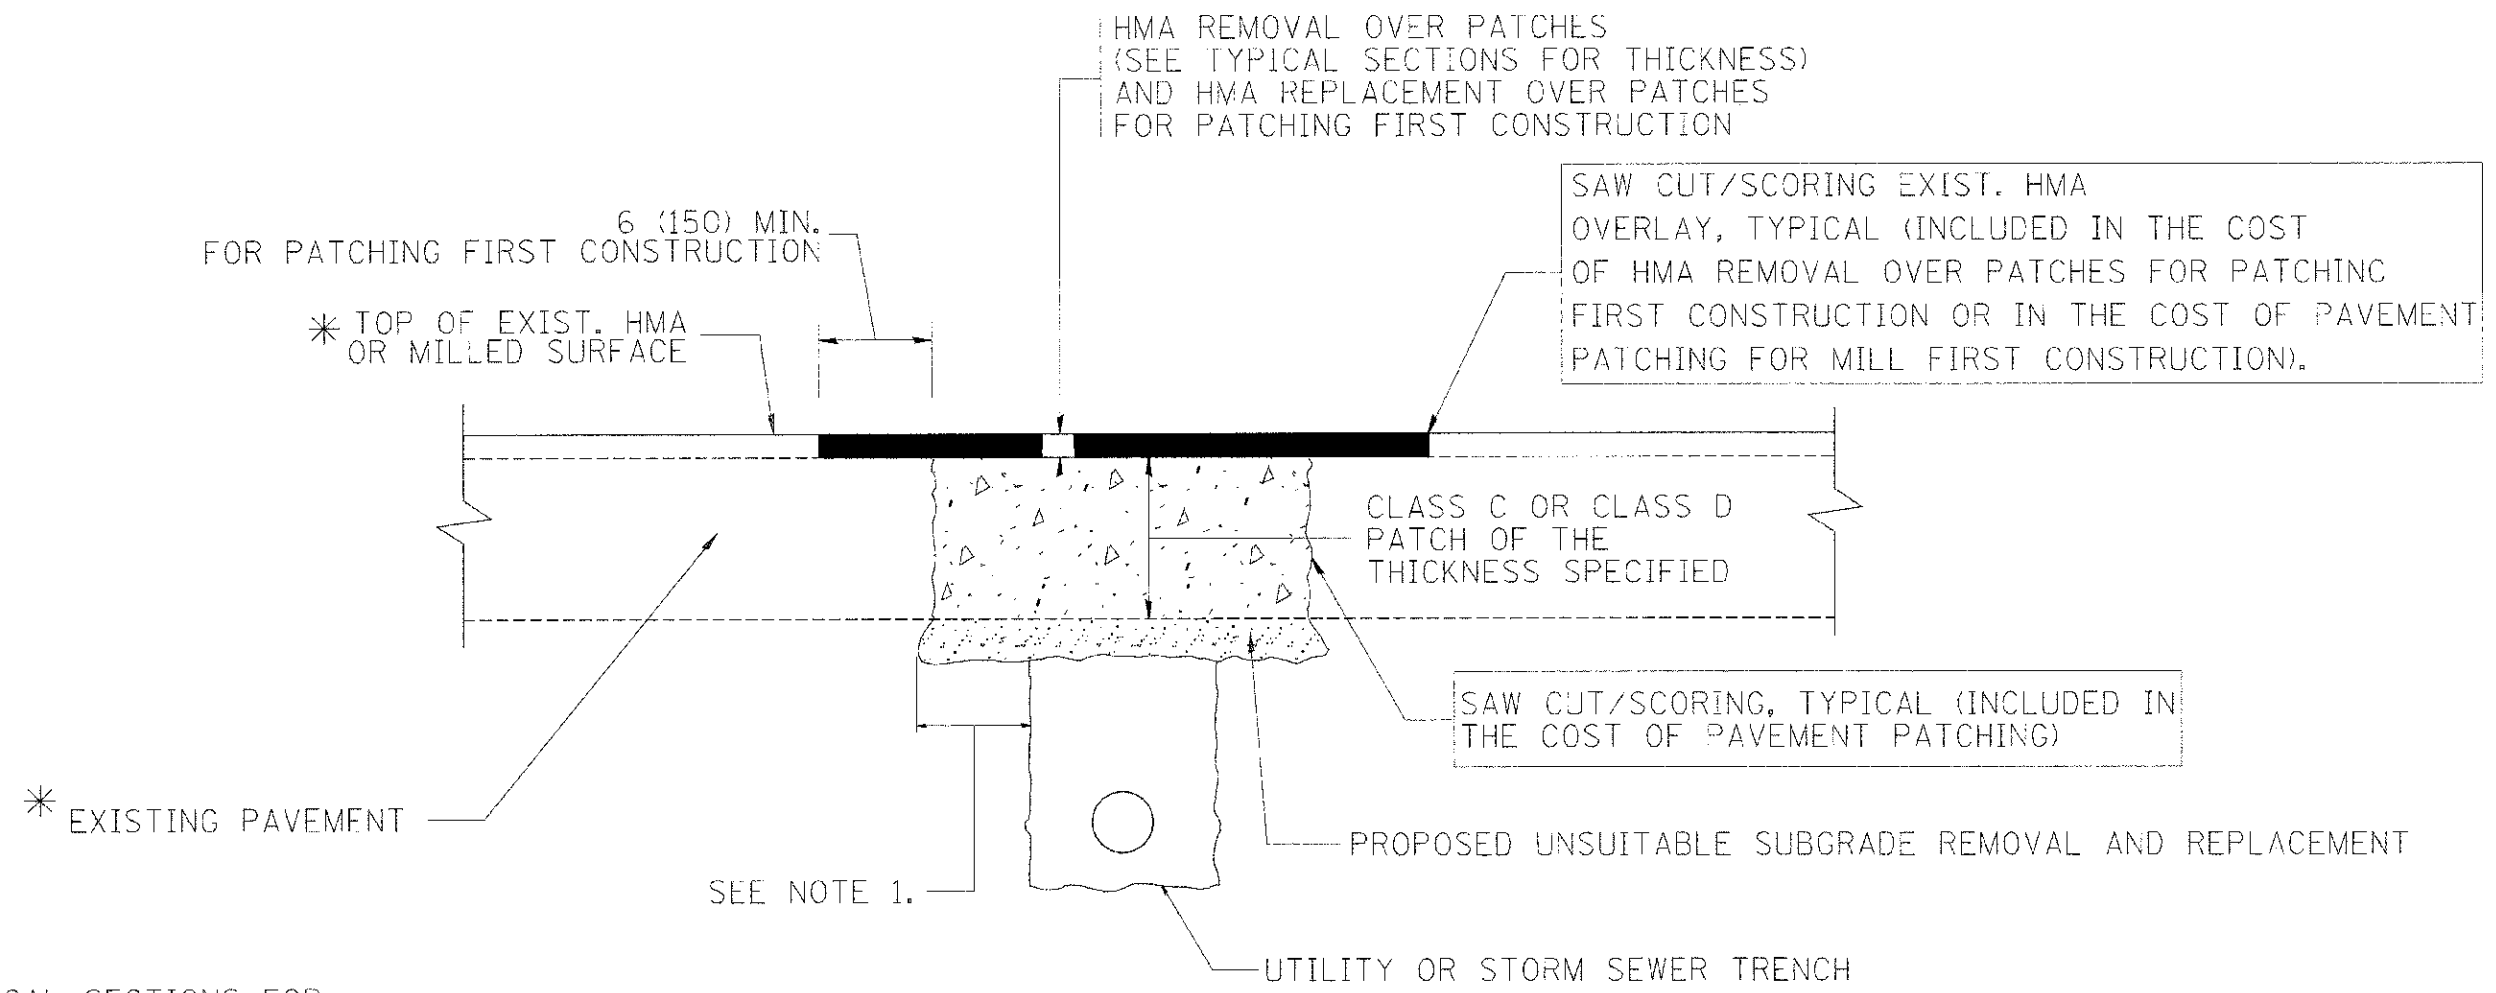 HMA REMOVAL OVER PATCHES
(SEE TYPICAL SECTIONS FOR THICKNESS)
AND HMA REPLACEMENT OVER PATCHES
FOR PATCHING FIRST CONSTRUCTION
SAW CUT/SCORING EXIST. HMA
OVERLAY, TYPICAL (INCLUDED IN THE COST
OF HMA REMOVAL OVER PATCHES FOR PATCHING
FIRST CONSTRUCTION OR IN THE COST OF PAVEMENT
PATCHING FOR MILL FIRST CONSTRUCTION).
6 (150) MIN.
FOR PATCHING FIRST CONSTRUCTION
* TOP OF EXIST. HMA
OR MILLED SURFACE
CLASS C OR CLASS D
PATCH OF THE
THICKNESS SPECIFIED
SAW CUT/SCORING, TYPICAL (INCLUDED IN
THE COST OF PAVEMENT PATCHING)
* EXISTING PAVEMENT
PROPOSED UNSUITABLE SUBGRADE REMOVAL AND REPLACEMENT
SEE NOTE 1.
UTILITY OR STORM SEWER TRENCH
SECTIONS FOR